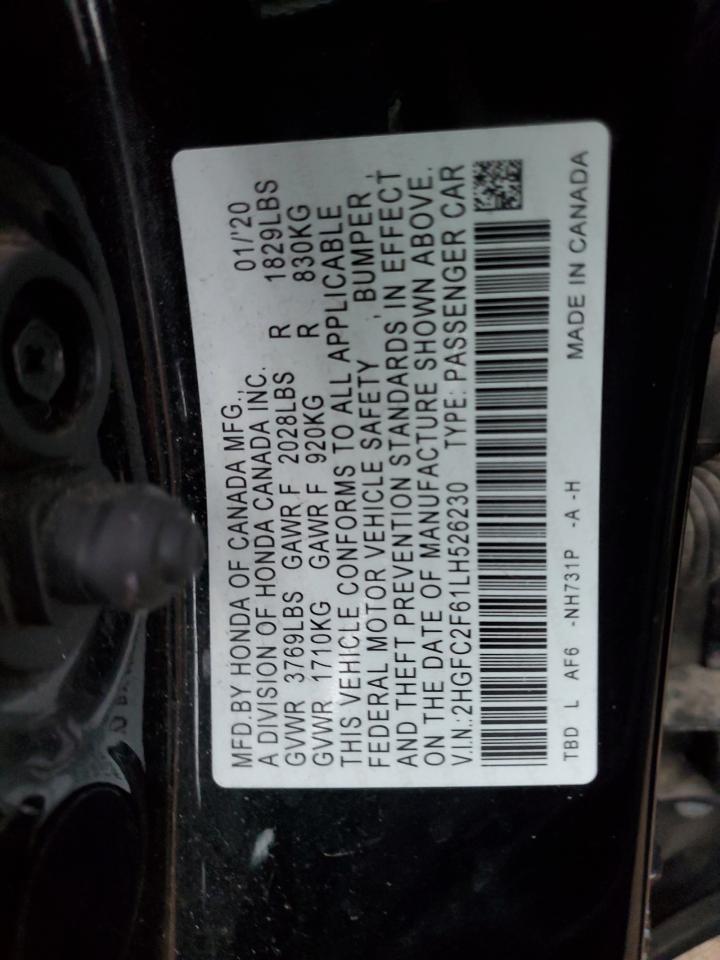 MFD.BY HONDA OF CANADA MFG., 01/'20
A DIVISION OF HONDA CANADA INC.
GVWR 3769LBS GAWR F 2028LBS R 1829LBS
GVWR 1710KG GAWR F 920KG R 830KG
THIS VEHICLE CONFORMS TO ALL APPLICABLE
FEDERAL MOTOR VEHICLE SAFETY , BUMPER ,
AND THEFT PREVENTION STANDARDS IN EFFECT
ON THE DATE OF MANUFACTURE SHOWN ABOVE.
V.I.N.:2HGFC2F61LH526230 TYPE: PASSENGER CAR
TBD L AF6 -NH731P -A -H MADE IN CANADA